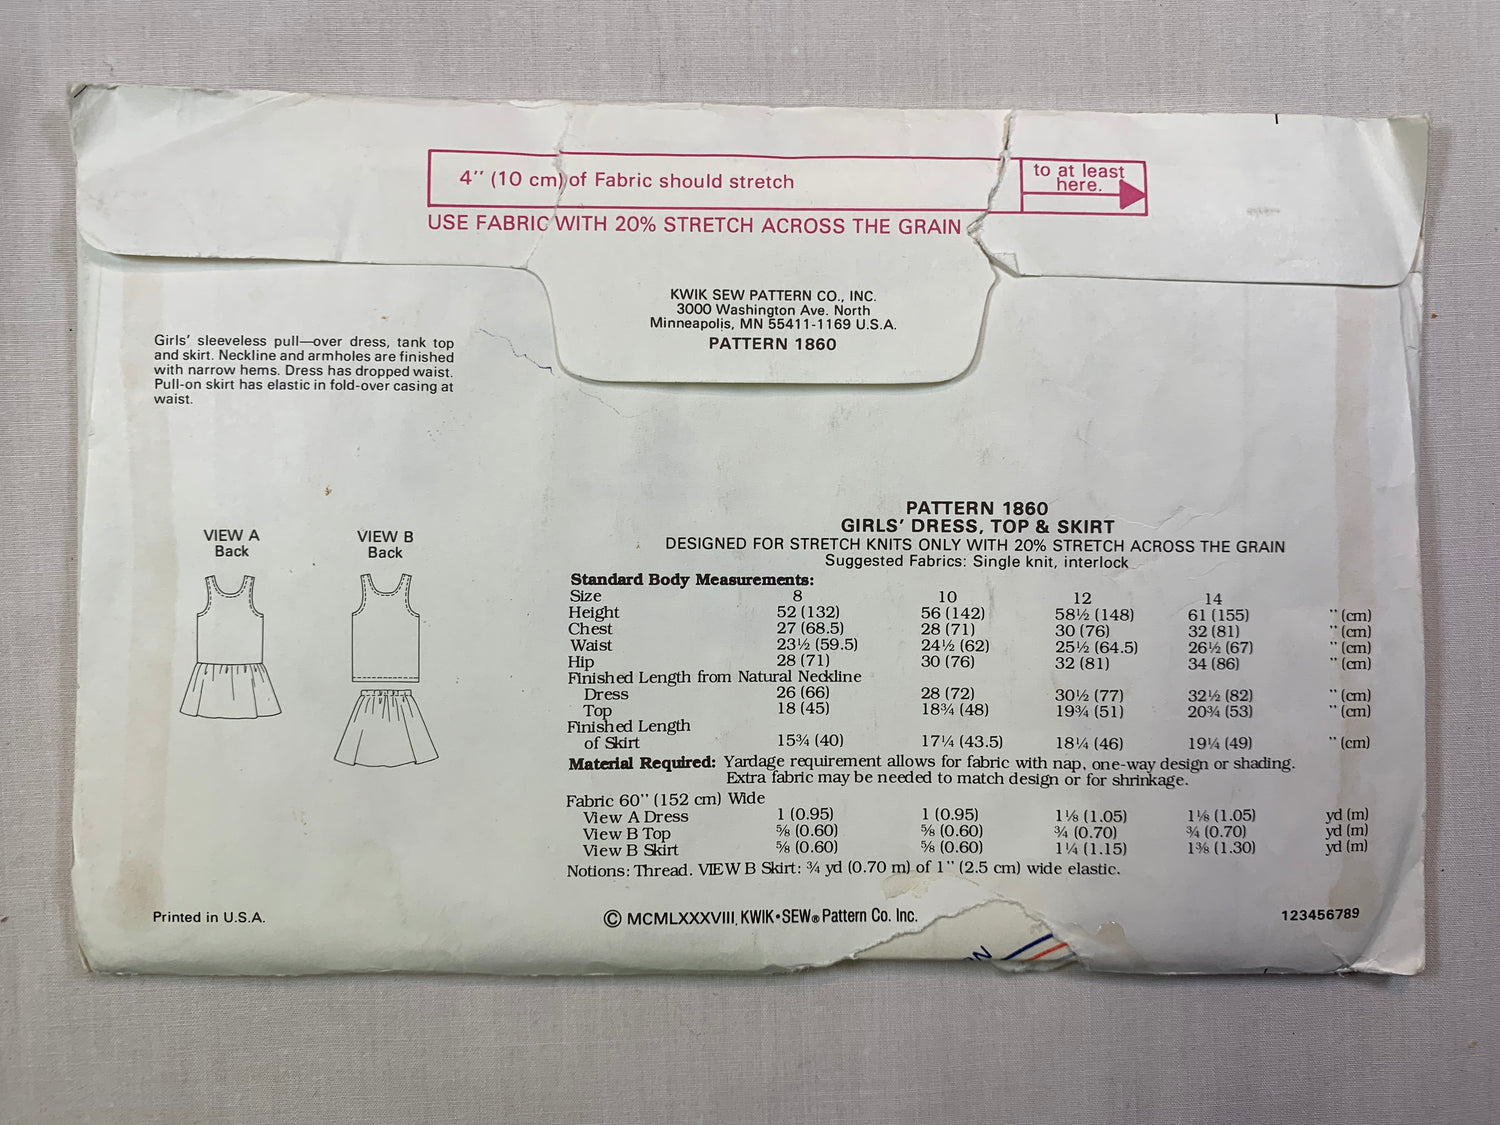 4" (10 cm) of Fabric should stretch
to at least
here.
USE FABRIC WITH 20% STRETCH ACROSS THE GRAIN
KWIK SEW PATTERN CO., INC.
3000 Washington Ave. North
Minneapolis, MN 55411-1169 U.S.A.
PATTERN 1860
Girls' sleeveless pull—over dress, tank top
and skirt. Neckline and armholes are finished
with narrow hems. Dress has dropped waist.
Pull-on skirt has elastic in fold-over casing at
waist.
VIEW A
Back
VIEW B
Back
PATTERN 1860
GIRLS' DRESS, TOP & SKIRT
DESIGNED FOR STRETCH KNITS ONLY WITH 20% STRETCH ACROSS THE GRAIN
Suggested Fabrics: Single knit, interlock
Standard Body Measurements:
Size 8 10 12 14
Height 52 (132) 56 (142) 58½ (148) 61 (155) " (cm)
Chest 27 (68.5) 28 (71) 30 (76) 32 (81) " (cm)
Waist 23½ (59.5) 24½ (62) 25½ (64.5) 26½ (67) " (cm)
Hip 28 (71) 30 (76) 32 (81) 34 (86) " (cm)
Finished Length from Natural Neckline
Dress 26 (66) 28 (72) 30½ (77) 32½ (82) " (cm)
Top 18 (45) 18¾ (48) 19¾ (51) 20¾ (53) " (cm)
Finished Length
of Skirt 15¾ (40) 17¼ (43.5) 18¼ (46) 19¼ (49) " (cm)
Material Required: Yardage requirement allows for fabric with nap, one-way design or shading.
Extra fabric may be needed to match design or for shrinkage.
Fabric 60" (152 cm) Wide
View A Dress 1 (0.95) 1 (0.95) 1⅛ (1.05) 1⅛ (1.05) yd (m)
View B Top ⅝ (0.60) ⅝ (0.60) ¾ (0.70) ¾ (0.70) yd (m)
View B Skirt ⅝ (0.60) ⅝ (0.60) 1¼ (1.15) 1⅜ (1.30) yd (m)
Notions: Thread. VIEW B Skirt: ¾ yd (0.70 m) of 1" (2.5 cm) wide elastic.
Printed in U.S.A.
© MCMLXXXVIII, KWIK•SEW® Pattern Co. Inc.
123456789